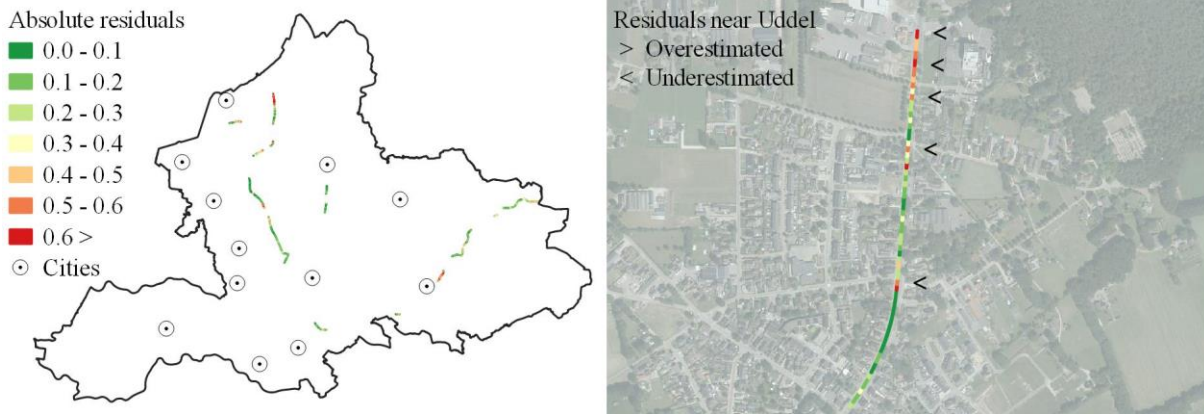 Absolute residuals
0.0 - 0.1
0.1 - 0.2
0.2 - 0.3
0.3 - 0.4
0.4 - 0.5
0.5 - 0.6
0.6 >
Cities
Residuals near Uddel
> Overestimated
< Underestimated
<
<
<
<
<